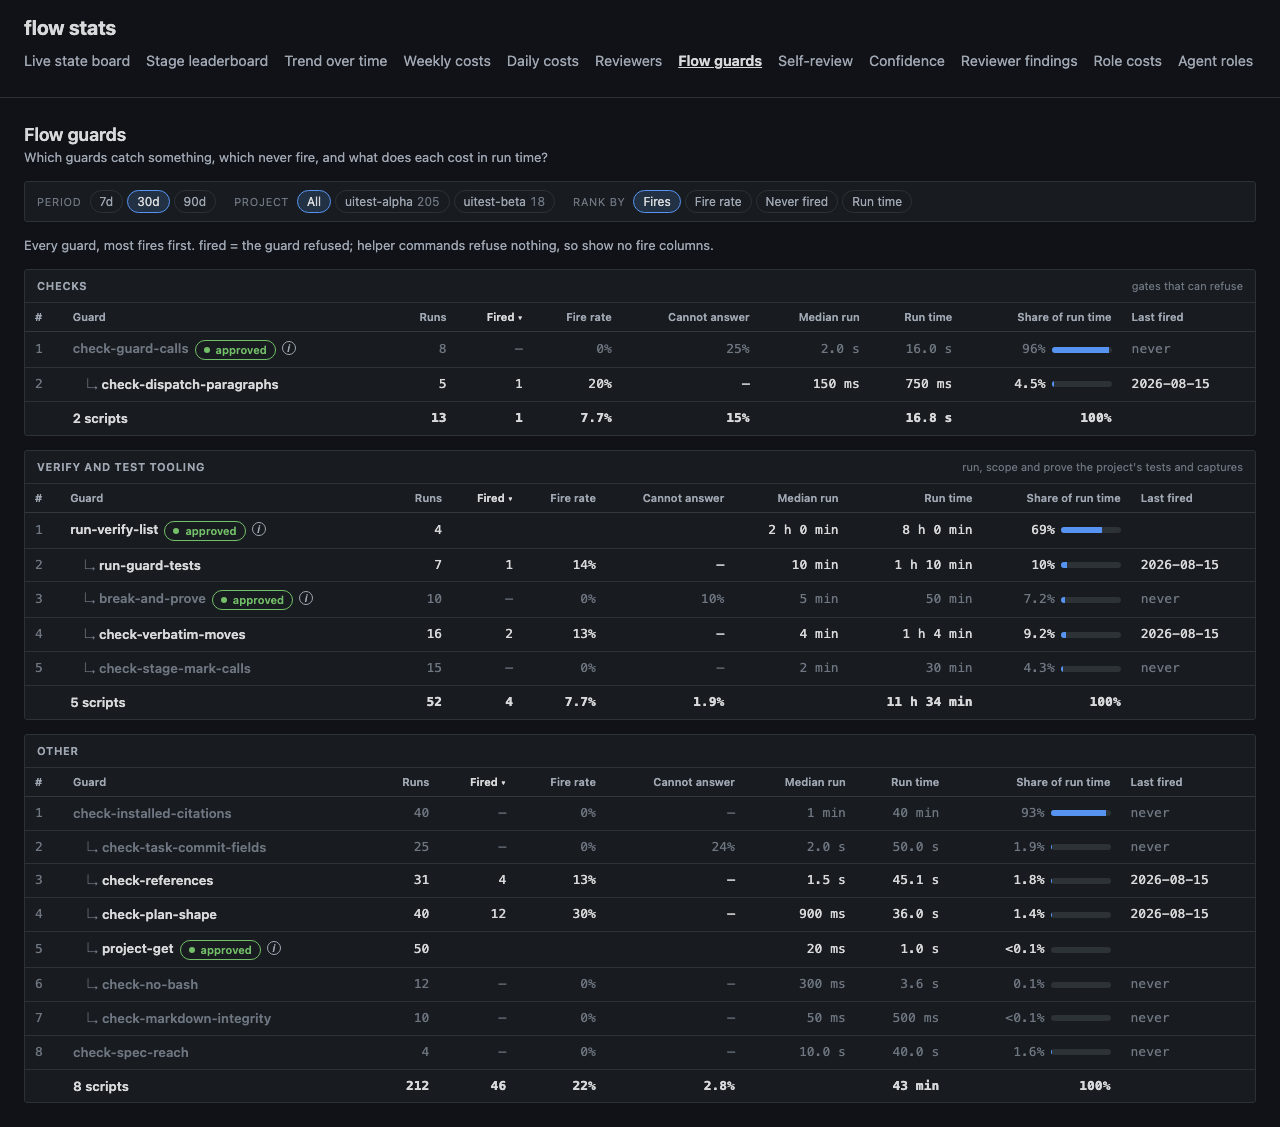 flow stats
Live state board Stage leaderboard Trend over time Weekly costs Daily costs Reviewers Flow guards Self-review Confidence Reviewer findings Role costs Agent roles
Flow guards
Which guards catch something, which never fire, and what does each cost in run time?
PERIOD 7d 30d 90d PROJECT All uitest-alpha 205 uitest-beta 18 RANK BY Fires Fire rate Never fired Run time
Every guard, most fires first. fired = the guard refused; helper commands refuse nothing, so show no fire columns.
CHECKS gates that can refuse
# Guard Runs Fired ▾ Fire rate Cannot answer Median run Run time Share of run time Last fired
1 check-guard-calls ● approved i 8 — 0% 25% 2.0 s 16.0 s 96% never
2 check-dispatch-paragraphs 5 1 20% — 150 ms 750 ms 4.5% 2026-08-15
2 scripts 13 1 7.7% 15% 16.8 s 100%
VERIFY AND TEST TOOLING run, scope and prove the project's tests and captures
# Guard Runs Fired ▾ Fire rate Cannot answer Median run Run time Share of run time Last fired
1 run-verify-list ● approved i 4 2 h 0 min 8 h 0 min 69%
2 run-guard-tests 7 1 14% — 10 min 1 h 10 min 10% 2026-08-15
3 break-and-prove ● approved i 10 — 0% 10% 5 min 50 min 7.2% never
4 check-verbatim-moves 16 2 13% — 4 min 1 h 4 min 9.2% 2026-08-15
5 check-stage-mark-calls 15 — 0% — 2 min 30 min 4.3% never
5 scripts 52 4 7.7% 1.9% 11 h 34 min 100%
OTHER
# Guard Runs Fired ▾ Fire rate Cannot answer Median run Run time Share of run time Last fired
1 check-installed-citations 40 — 0% — 1 min 40 min 93% never
2 check-task-commit-fields 25 — 0% 24% 2.0 s 50.0 s 1.9% never
3 check-references 31 4 13% — 1.5 s 45.1 s 1.8% 2026-08-15
4 check-plan-shape 40 12 30% — 900 ms 36.0 s 1.4% 2026-08-15
5 project-get ● approved i 50 20 ms 1.0 s <0.1%
6 check-no-bash 12 — 0% — 300 ms 3.6 s 0.1% never
7 check-markdown-integrity 10 — 0% — 50 ms 500 ms <0.1% never
8 check-spec-reach 4 — 0% — 10.0 s 40.0 s 1.6% never
8 scripts 212 46 22% 2.8% 43 min 100%